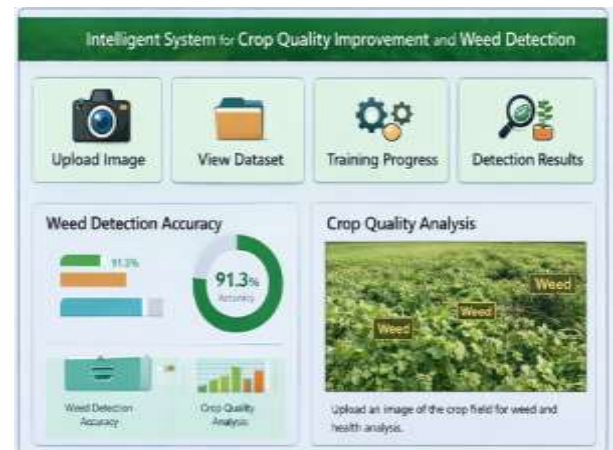 Intelligent System for Crop Quality Improvement and Weed Detection
Upload Image
View Dataset
Training Progress
Detection Results
Weed Detection Accuracy
91.3%
91.3%
Accuracy
Weed Detection
Accuracy
Crop Quality
Analysis
Crop Quality Analysis
Weed
Weed
Weed
Upload an image of the crop field for weed and
health analysis.